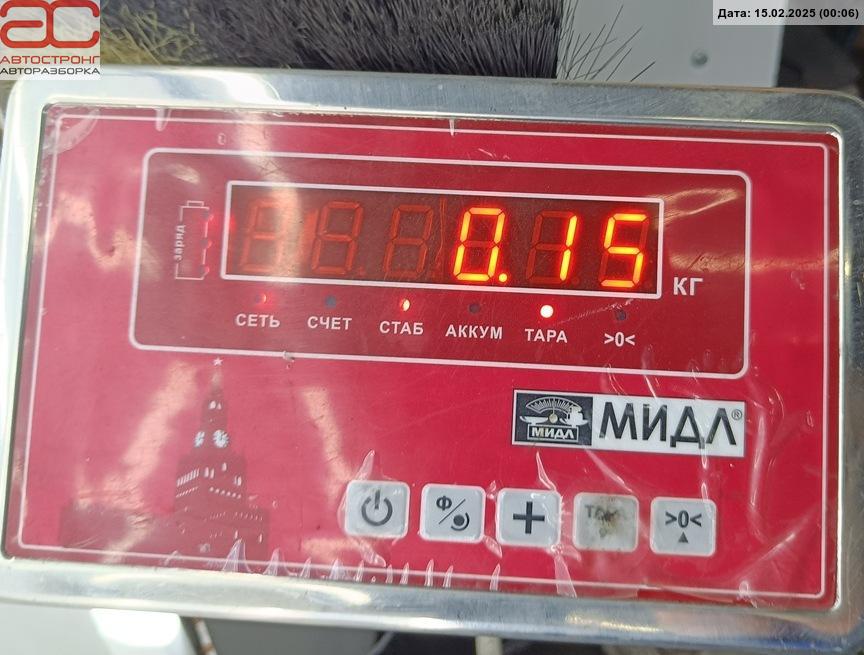 Дата: 15.02.2025 (00:06)
АС
АВТОСТРОНГ
АВТОРАЗБОРКА
заряд
0.15
КГ
СЕТЬ СЧЕТ СТАБ АККУМ ТАРА >0<
МИДЛ МИДЛ®
Ф/ + >0<